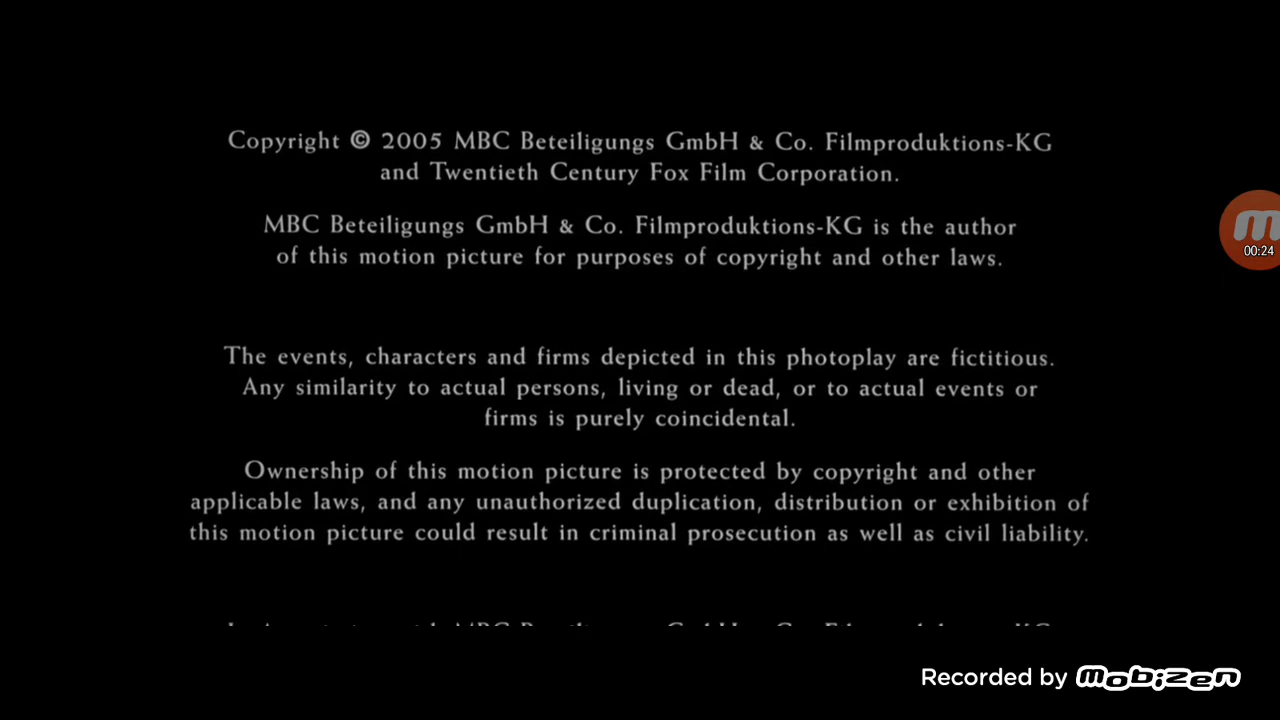 Copyright © 2005 MBC Beteiligungs GmbH & Co. Filmproduktions-KG
and Twentieth Century Fox Film Corporation.
MBC Beteiligungs GmbH & Co. Filmproduktions-KG is the author
of this motion picture for purposes of copyright and other laws.
00:24
The events, characters and firms depicted in this photoplay are fictitious.
Any similarity to actual persons, living or dead, or to actual events or
firms is purely coincidental.
Ownership of this motion picture is protected by copyright and other
applicable laws, and any unauthorized duplication, distribution or exhibition of
this motion picture could result in criminal prosecution as well as civil liability.
Recorded by mobizen